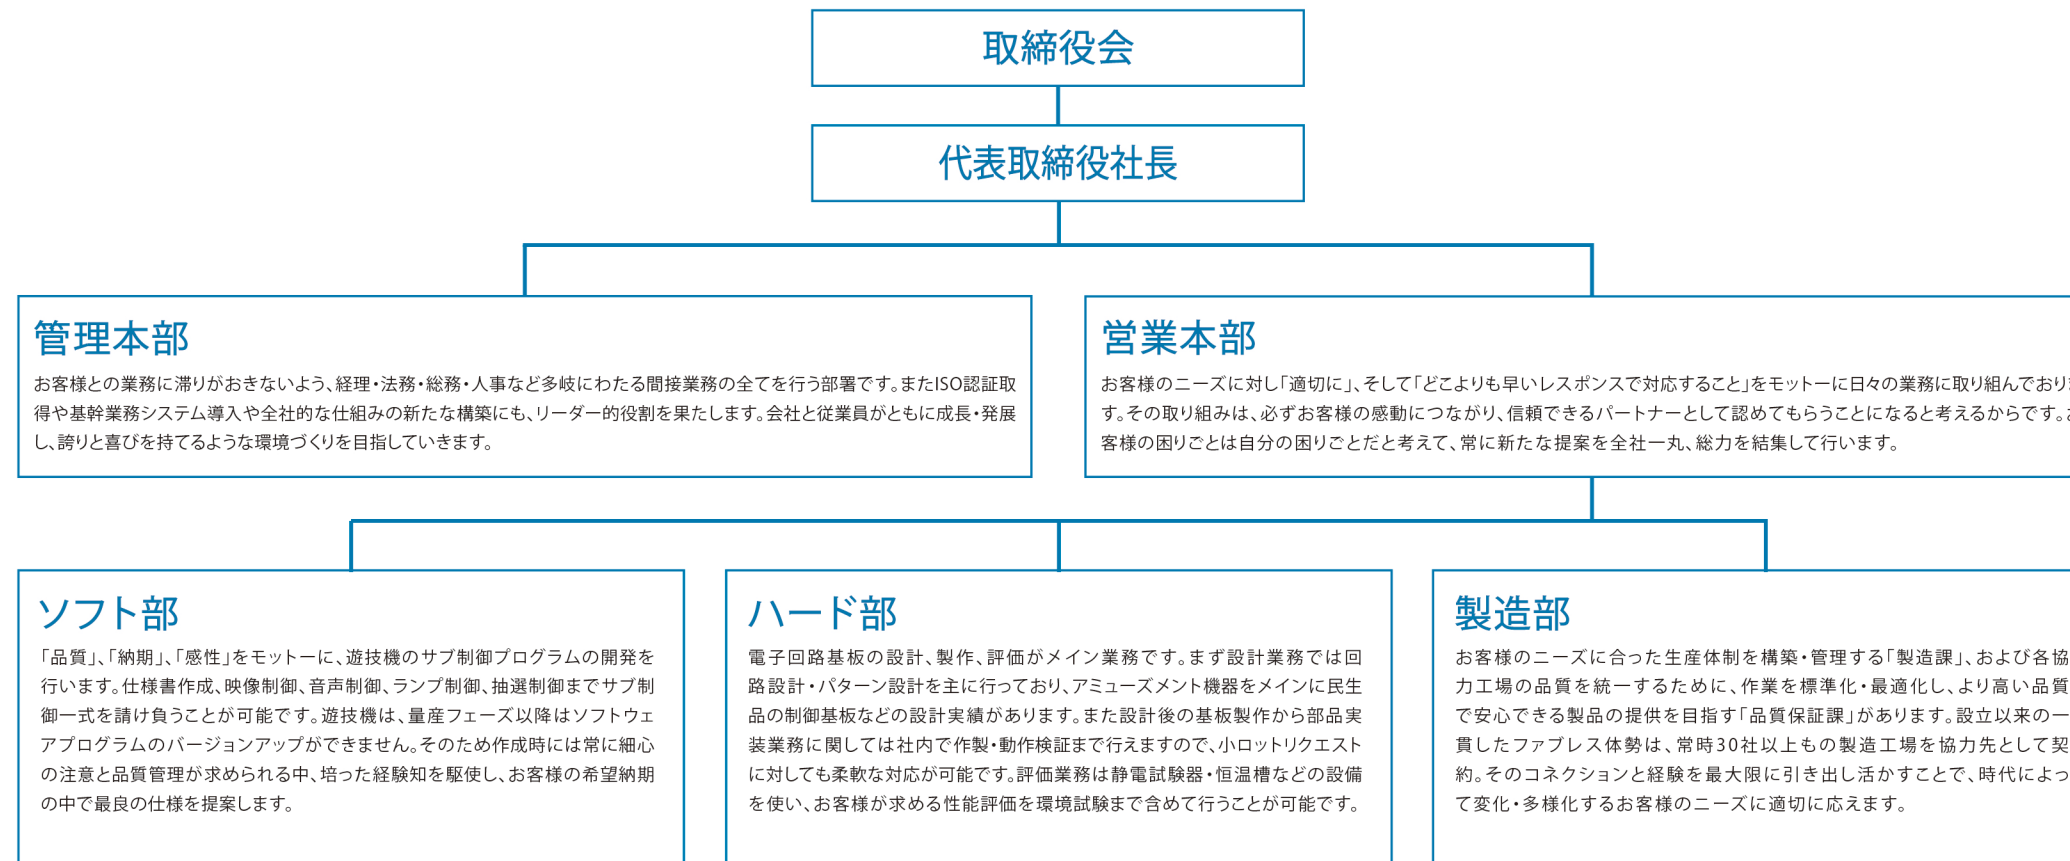 取締役会
代表取締役社長
管理本部
お客様との業務に滞りがおきないよう、経理・法務・総務・人事など多岐にわたる間接業務の全てを行う部署です。またISO認証取
得や基幹業務システム導入や全社的な仕組みの新たな構築にも、リーダー的役割を果たします。会社と従業員がともに成長・発展
し、誇りと喜びを持てるような環境づくりを目指していきます。
営業本部
お客様のニーズに対し「適切に」、そして「どこよりも早いレスポンスで対応すること」をモットーに日々の業務に取り組んでおり
す。その取り組みは、必ずお客様の感動につながり、信頼できるパートナーとして認めてもらうことになると考えるからです。
客様の困りごとは自分の困りごとだと考えて、常に新たな提案を全社一丸、総力を結集して行います。
ソフト部
「品質」、「納期」、「感性」をモットーに、遊技機のサブ制御プログラムの開発を
行います。仕様書作成、映像制御、音声制御、ランプ制御、抽選制御までサブ制
御一式を請け負うことが可能です。遊技機は、量産フェーズ以降はソフトウェ
アプログラムのバージョンアップができません。そのため作成時には常に細心
の注意と品質管理が求められる中、培った経験知を駆使し、お客様の希望納期
の中で最良の仕様を提案します。
ハード部
電子回路基板の設計、製作、評価がメイン業務です。まず設計業務では回
路設計・パターン設計を主に行っており、アミューズメント機器をメインに民生
品の制御基板などの設計実績があります。また設計後の基板製作から部品実
装業務に関しては社内で作製・動作検証まで行えますので、小ロットリクエスト
に対しても柔軟な対応が可能です。評価業務は静電試験器・恒温槽などの設備
を使い、お客様が求める性能評価を環境試験まで含めて行うことが可能です。
製造部
お客様のニーズに合った生産体制を構築・管理する「製造課」、および各協
力工場の品質を統一するために、作業を標準化・最適化し、より高い品質
で安心できる製品の提供を目指す「品質保証課」があります。設立以来の一
貫したファブレス体勢は、常時30社以上もの製造工場を協力先として契
約。そのコネクションと経験を最大限に引き出し活かすことで、時代によっ
て変化・多様化するお客様のニーズに適切に応えます。